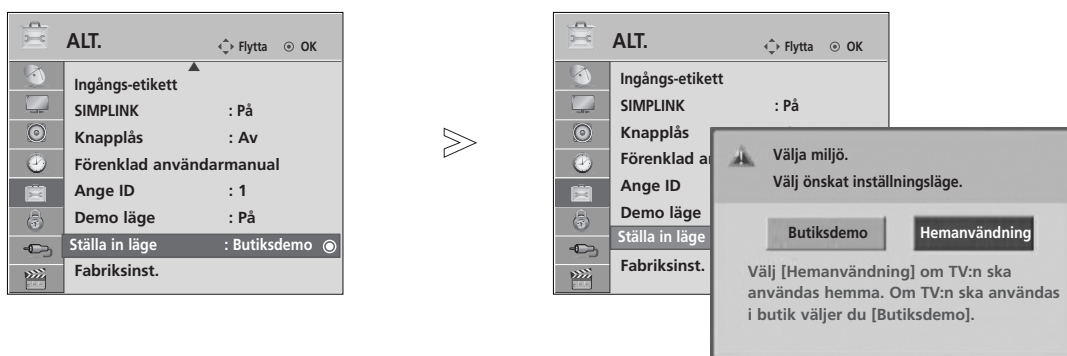 ALT.
Flytta OK
Ingångs-etikett
SIMPLINK : På
Knapplås : Av
Förenklad användarmanual
Ange ID : 1
Demo läge : På
Ställa in läge : Butiksdemo
Fabriksinst.
ALT.
Flytta OK
Ingångs-etikett
SIMPLINK : På
Knapplås
Förenklad
Ange ID
Demo läge
Ställa in läge
Fabriksinst.
Välja miljö.
Välj önskat inställningsläge.
Butiksdemo Hemanvändning
Välj [Hemanvändning] om TV:n ska
användas hemma. Om TV:n ska användas
i butik väljer du [Butiksdemo].